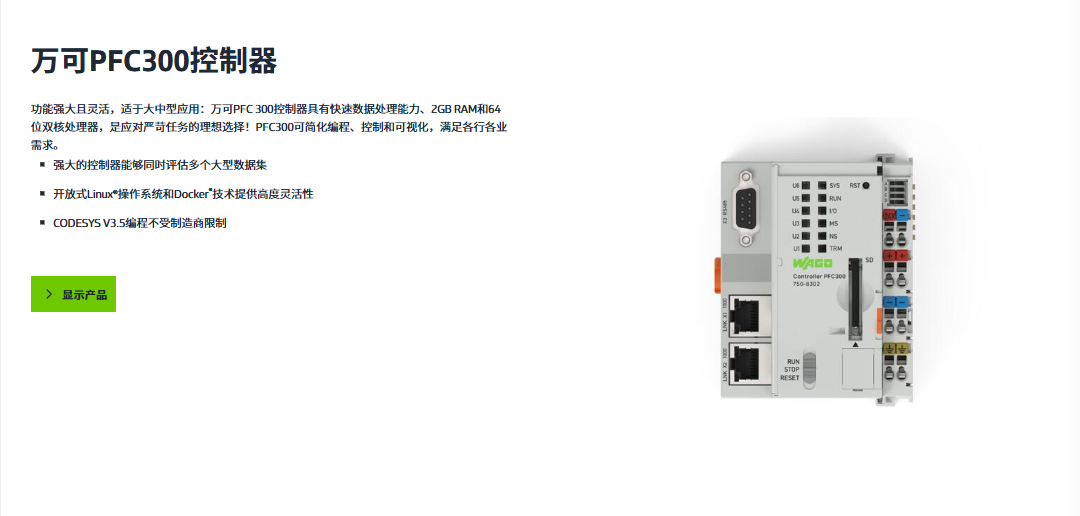 万可PFC300控制器
功能强大且灵活，适于大中型应用：万可PFC 300控制器具有快速数据处理能力、2GB RAM和64
位双核处理器，是应对严苛任务的理想选择！PFC300可简化编程、控制和可视化，满足各行各业
需求。
强大的控制器能够同时评估多个大型数据集
开放式Linux®操作系统和Docker®技术提供高度灵活性
CODESYS V3.5编程不受制造商限制
显示产品
U6 SYS RST
U5 RUN
U4 I/O
U3 MS
U2 NS
U1 TRM
WAGO
SD
Controller PFC300
750-8302
X3 RS485
LNK X1 1000
LNK X2 1000
RUN
STOP
RESET